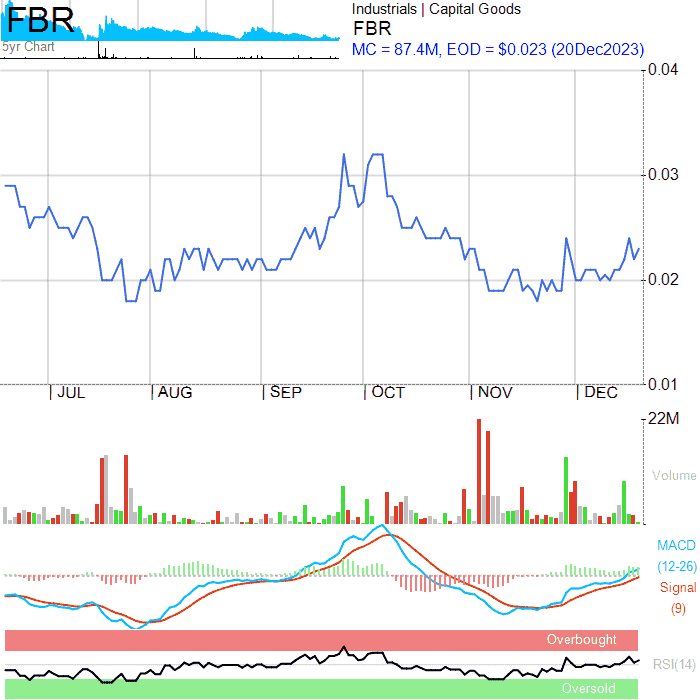 FBR
5yr Chart
Industrials | Capital Goods
FBR
MC = 87.4M, EOD = $0.023 (20Dec2023)
0.04
0.03
0.02
0.01
JUL AUG SEP OCT NOV DEC
22M
Volume
MACD
(12-26)
Signal
(9)
Overbought
RSI(14)
Oversold